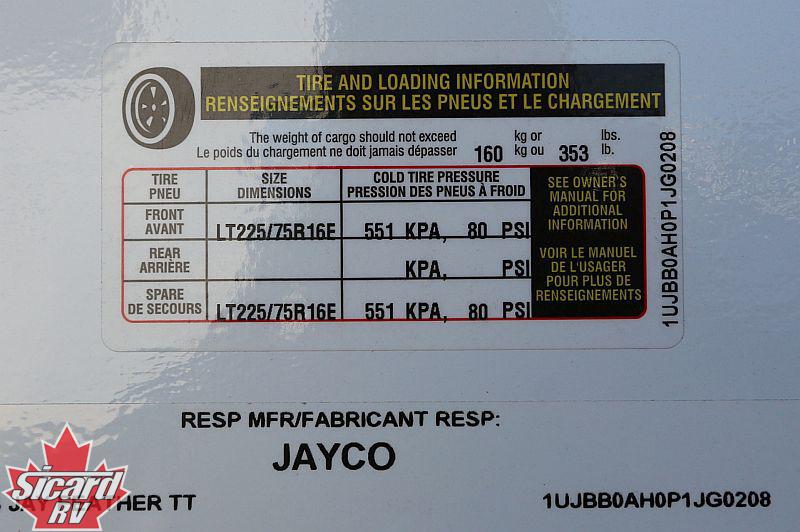 TIRE AND LOADING INFORMATION
RENSEIGNEMENTS SUR LES PNEUS ET LE CHARGEMENT
The weight of cargo should not exceed kg or lbs.
Le poids du chargement ne doit jamais dépasser 160 kg ou 353 lb.
TIRE SIZE COLD TIRE PRESSURE
PNEU DIMENSIONS PRESSION DES PNEUS À FROID
FRONT
AVANT LT225/75R16E 551 KPA, 80 PSI
REAR
ARRIÈRE KPA, PSI
SPARE
DE SECOURS LT225/75R16E 551 KPA, 80 PSI
SEE OWNER'S
MANUAL FOR
ADDITIONAL
INFORMATION
VOIR LE MANUEL
DE L'USAGER
POUR PLUS DE
RENSEIGNEMENTS
1UJBB0AH0P1JG0208
RESP MFR/FABRICANT RESP:
JAYCO
JAY FEATHER TT 1UJBB0AH0P1JG0208
Sicard
RV